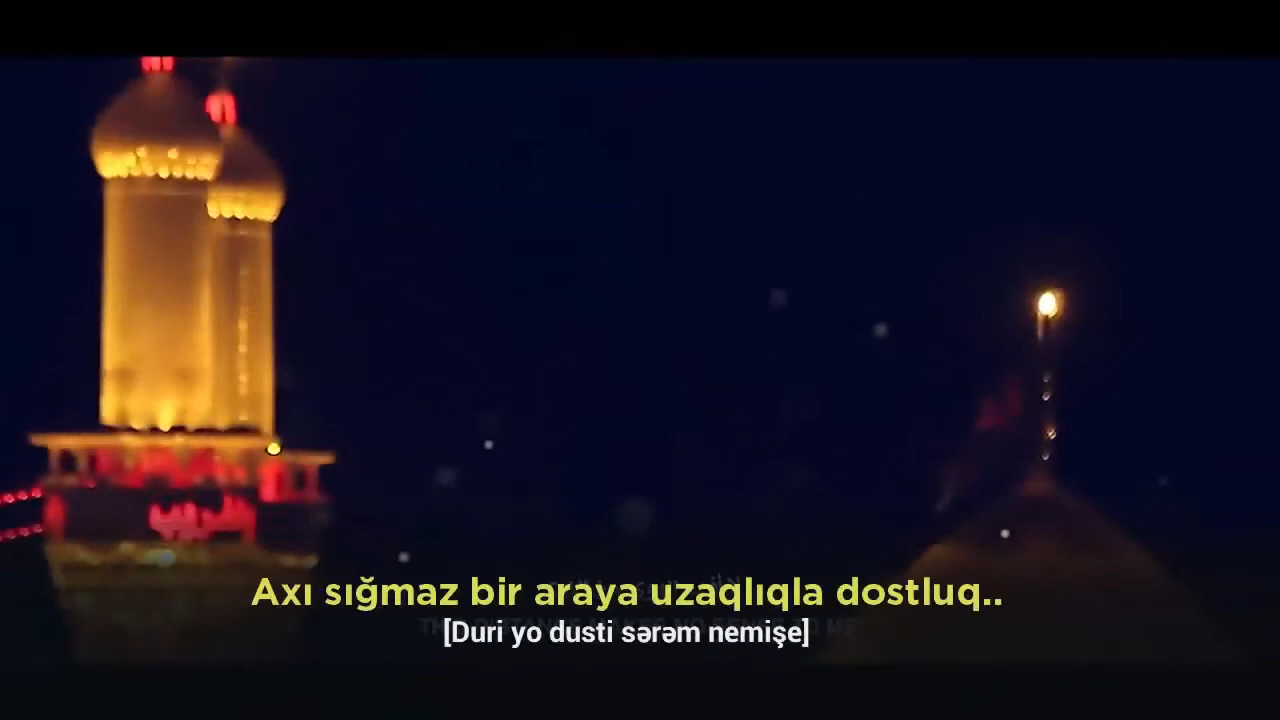 Axı sığmaz bir araya uzaqlıqla dostluq..
[Duri yo dusti sərəm nemişe]